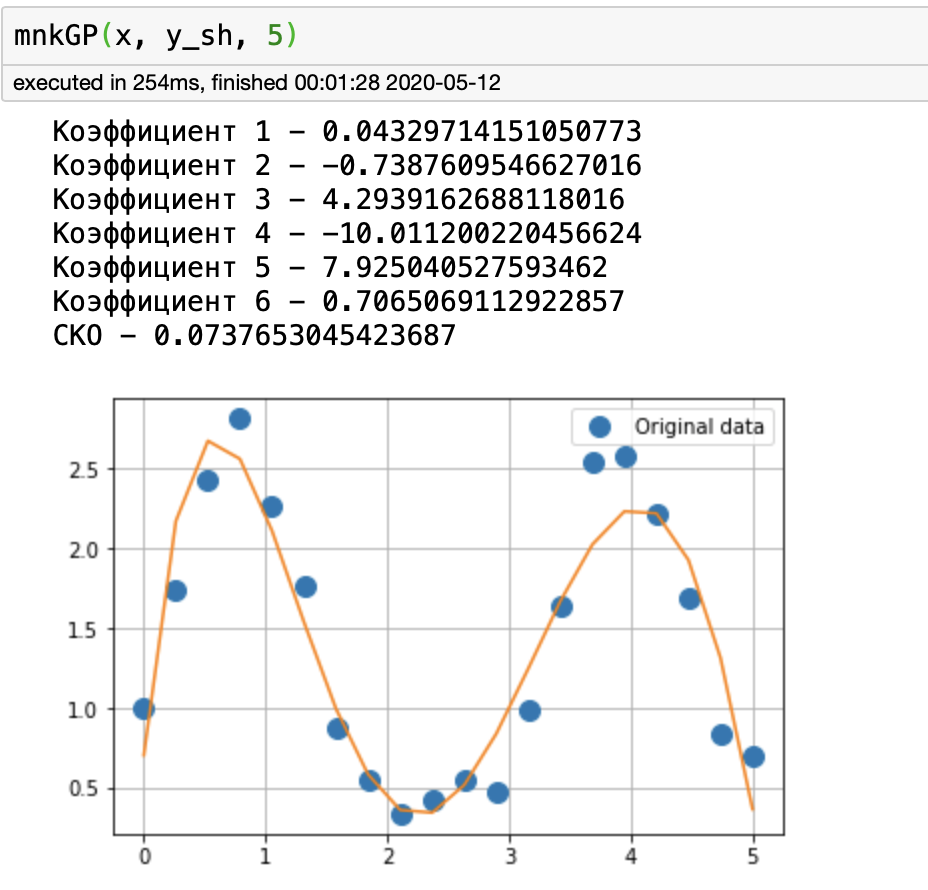 mnkGP(x, y_sh, 5)
executed in 254ms, finished 00:01:28 2020-05-12
Коэффициент 1 – 0.04329714151050773
Коэффициент 2 – -0.7387609546627016
Коэффициент 3 – 4.2939162688118016
Коэффициент 4 – -10.011200220456624
Коэффициент 5 – 7.925040527593462
Коэффициент 6 – 0.7065069112922857
СКО – 0.0737653045423687
Original data
2.5
2.0
1.5
1.0
0.5
0 1 2 3 4 5